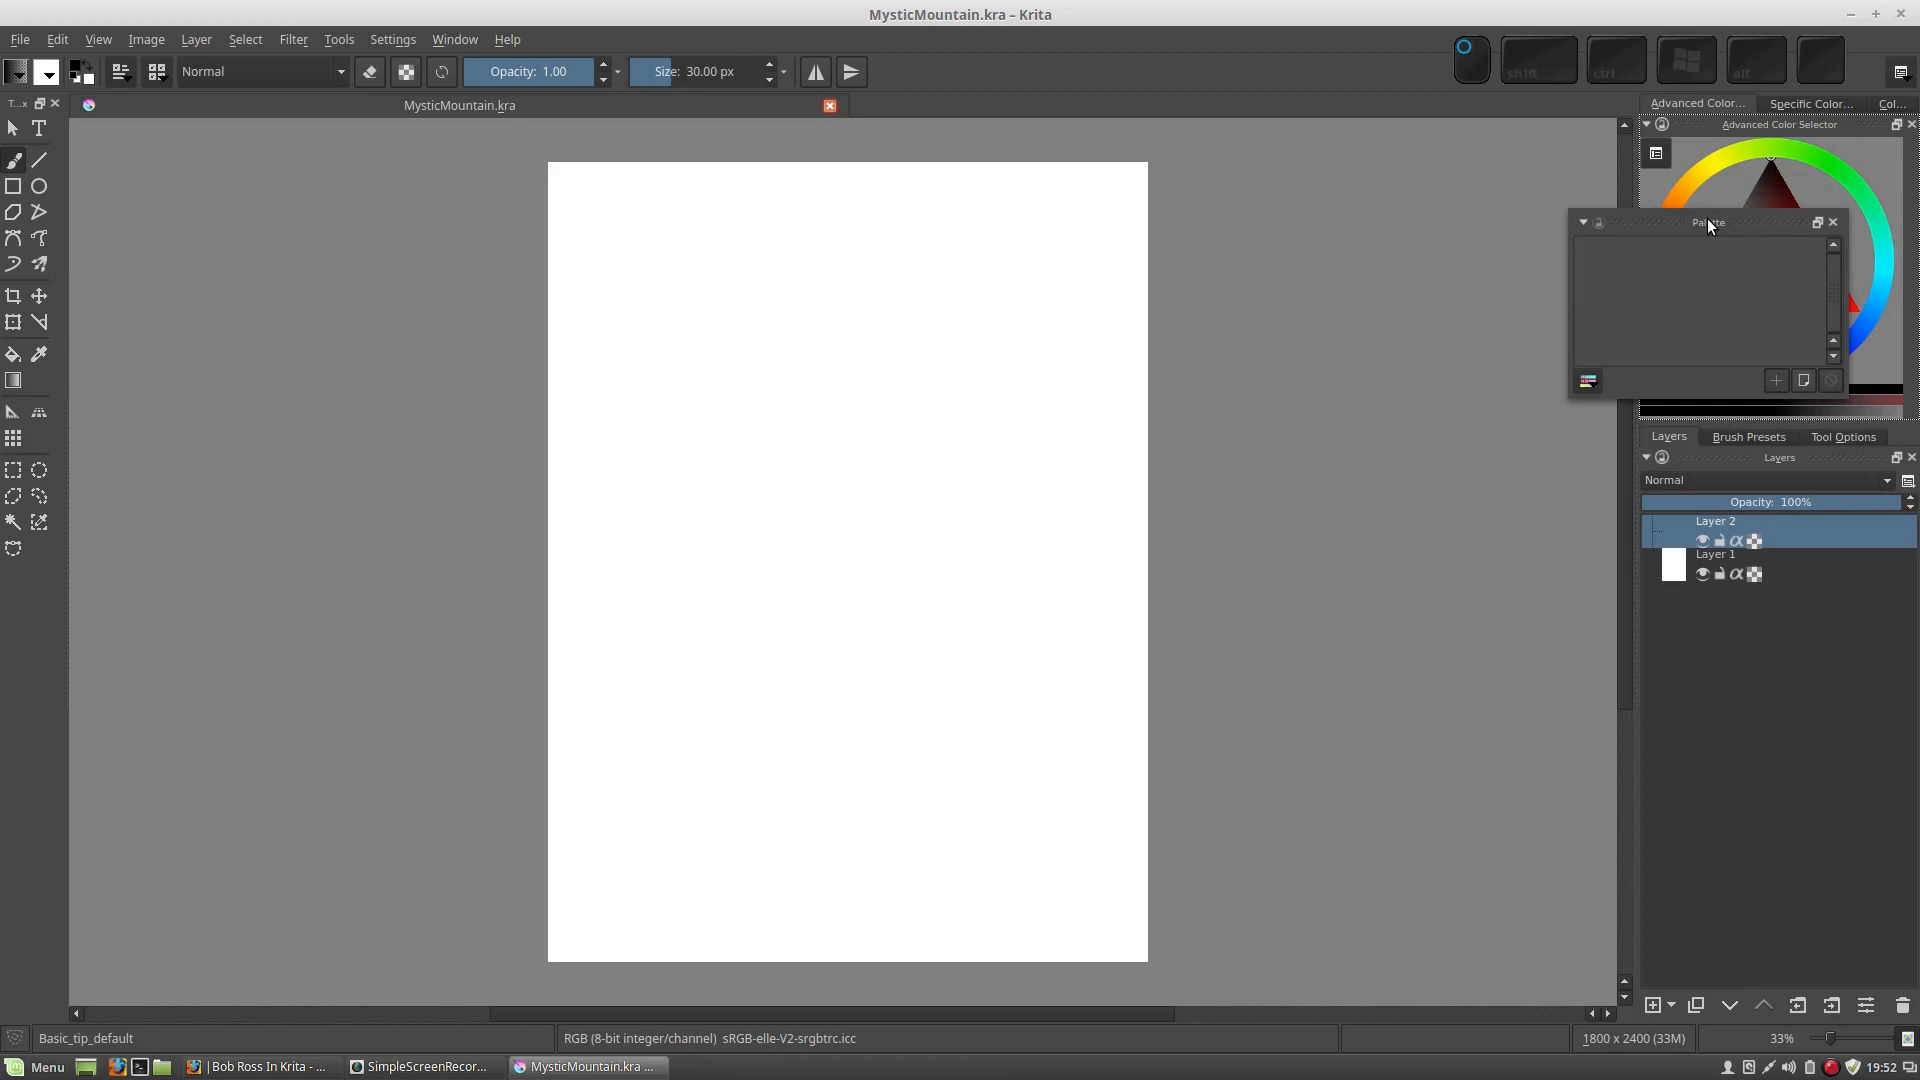 MysticMountain.kra – Krita
File Edit View Image Layer Select Filter Tools Settings Window Help
Normal Opacity: 1.00 Size: 30.00 px
shift ctrl alt
T...x MysticMountain.kra Advanced Color... Specific Color... Col...
Advanced Color Selector
Layers Brush Presets Tool Options
Layers
Normal
Opacity: 100%
Layer 2
Layer 1
Basic_tip_default RGB (8-bit integer/channel) sRGB-elle-V2-srgbtrc.icc 1800 x 2400 (33M) 33%
Menu | Bob Ross In Krita - ... SimpleScreenRecor... MysticMountain.kra ... 19:52